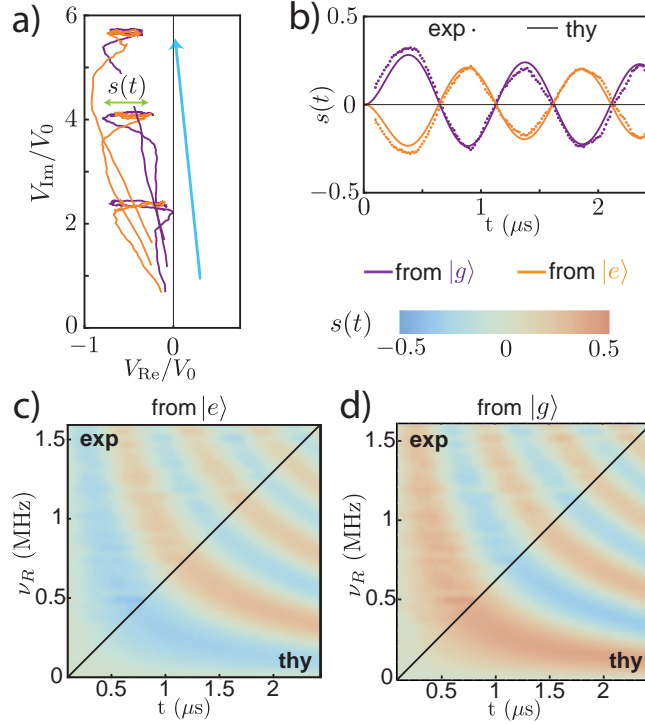 a)
6
4
2
0
V_Im/V_0
s(t)
−1
0
V_Re/V_0
b)
exp · — thy
0.5
0
−0.5
s(t)
1
2
t (μs)
from |g⟩
from |e⟩
s(t)
−0.5
0
0.5
c)
from |e⟩
exp
1.5
1
0.5
0
ν_R (MHz)
thy
0.5
1
1.5
2
t (μs)
d)
from |g⟩
exp
1.5
1
0.5
0
ν_R (MHz)
thy
0.5
1
1.5
2
t (μs)